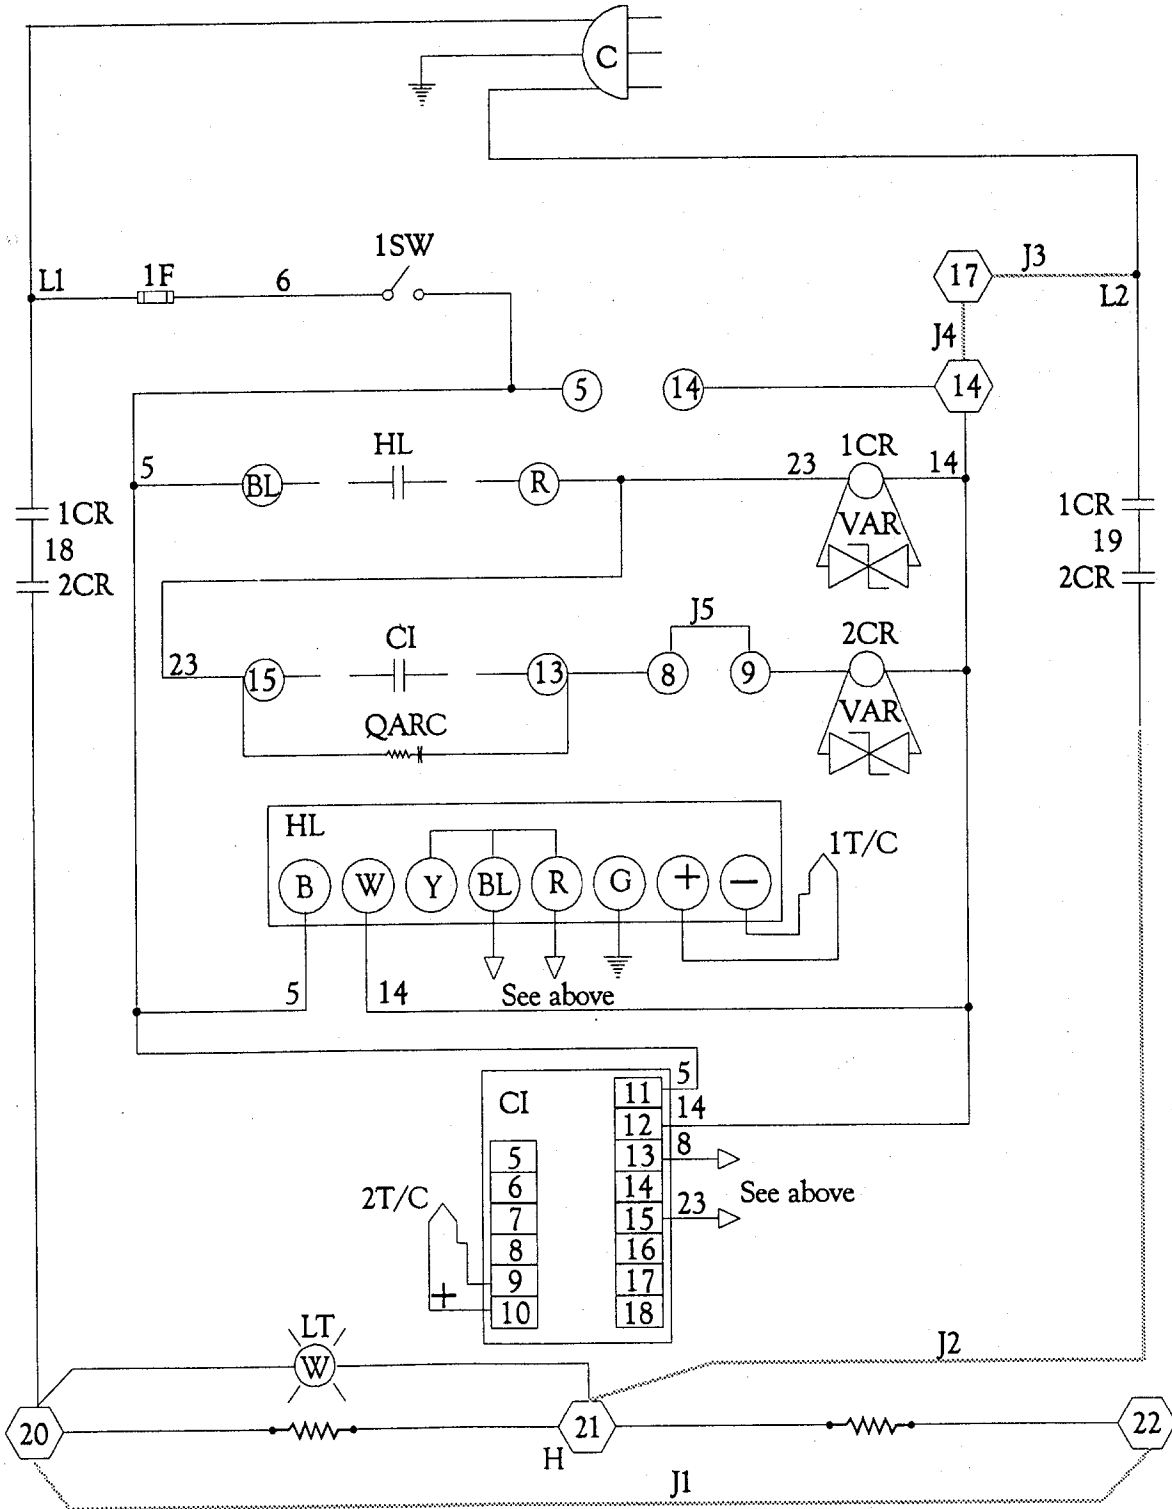 C
1SW
L1
1F
6
17
J3
L2
J4
5
14
14
HL
1CR
5
BL
R
23
14
1CR
18
2CR
VAR
1CR
19
2CR
J5
CI
2CR
23
15
13
8
9
QARC
VAR
HL
1T/C
B W Y BL R G + −
5
14
See above
CI
11
5
12
14
5
13
8
6
14
See above
2T/C
7
15
23
8
16
9
17
+
10
18
LT
W
J2
20
21
22
H
J1